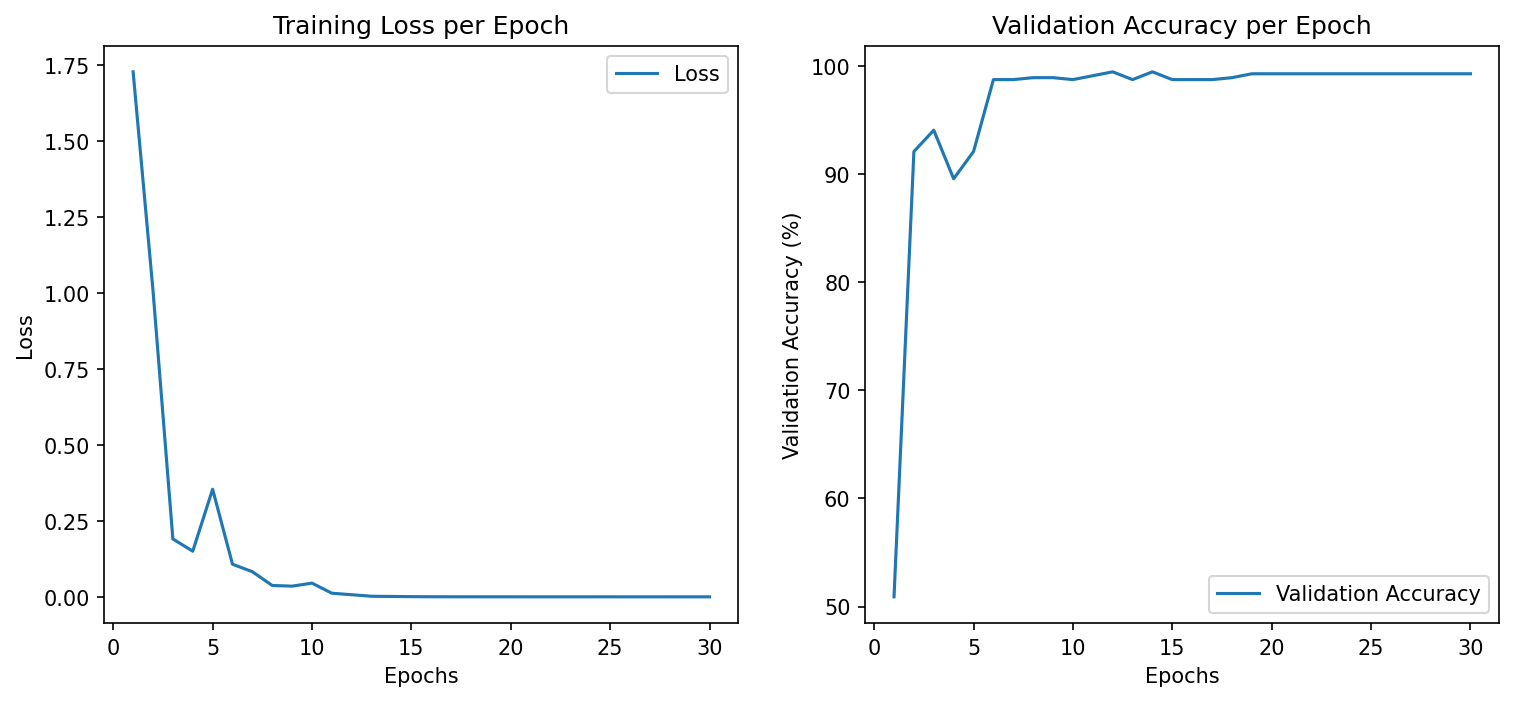 Training Loss per Epoch
Loss
1.75
1.50
1.25
1.00
0.75
0.50
0.25
0.00
Loss
0 5 10 15 20 25 30
Epochs
Validation Accuracy per Epoch
100
90
80
70
60
50
Validation Accuracy (%)
Validation Accuracy
0 5 10 15 20 25 30
Epochs